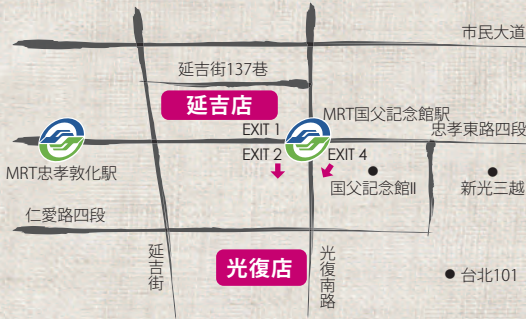 市民大道
延吉街137巷
延吉店
MRT国父記念館駅
EXIT 1
忠孝東路四段
EXIT 2
EXIT 4
MRT忠孝敦化駅
国父記念館II
新光三越
仁愛路四段
延吉街
光復店
光復南路
台北101